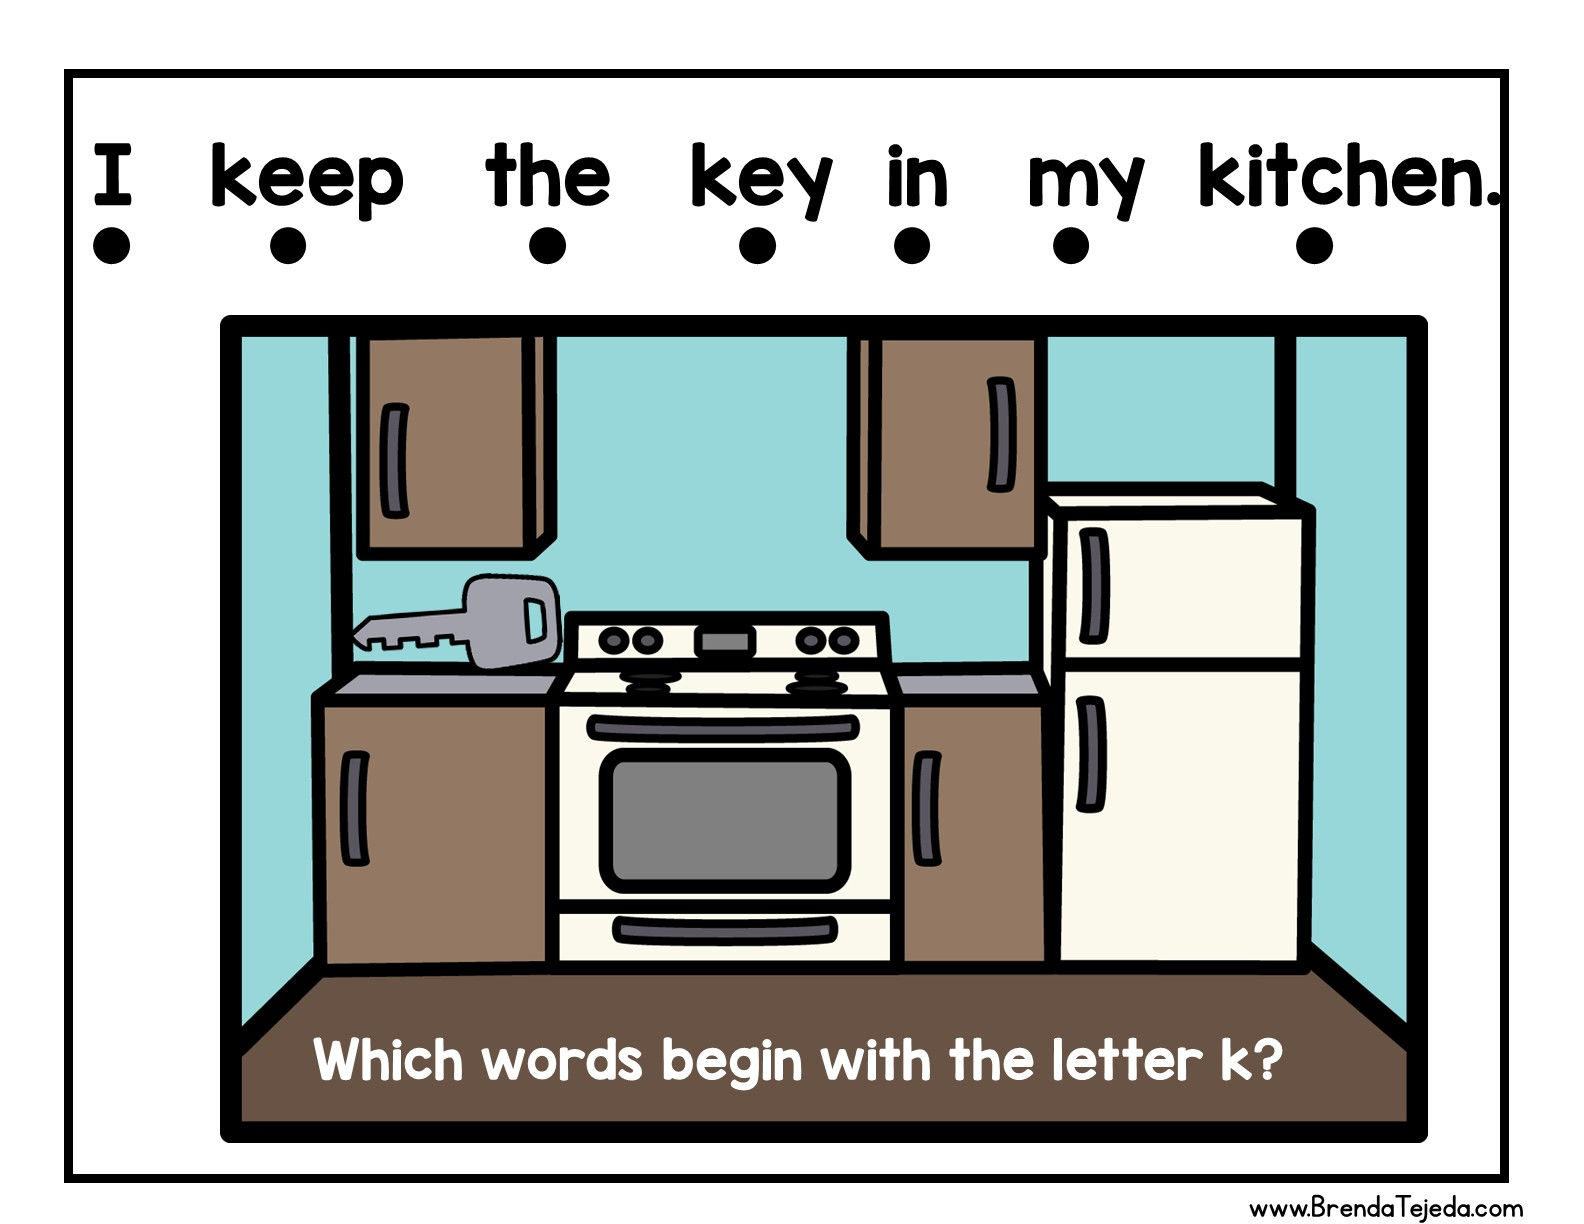 I keep the key in my kitchen.
Which words begin with the letter k?
www.BrendaTejeda.com